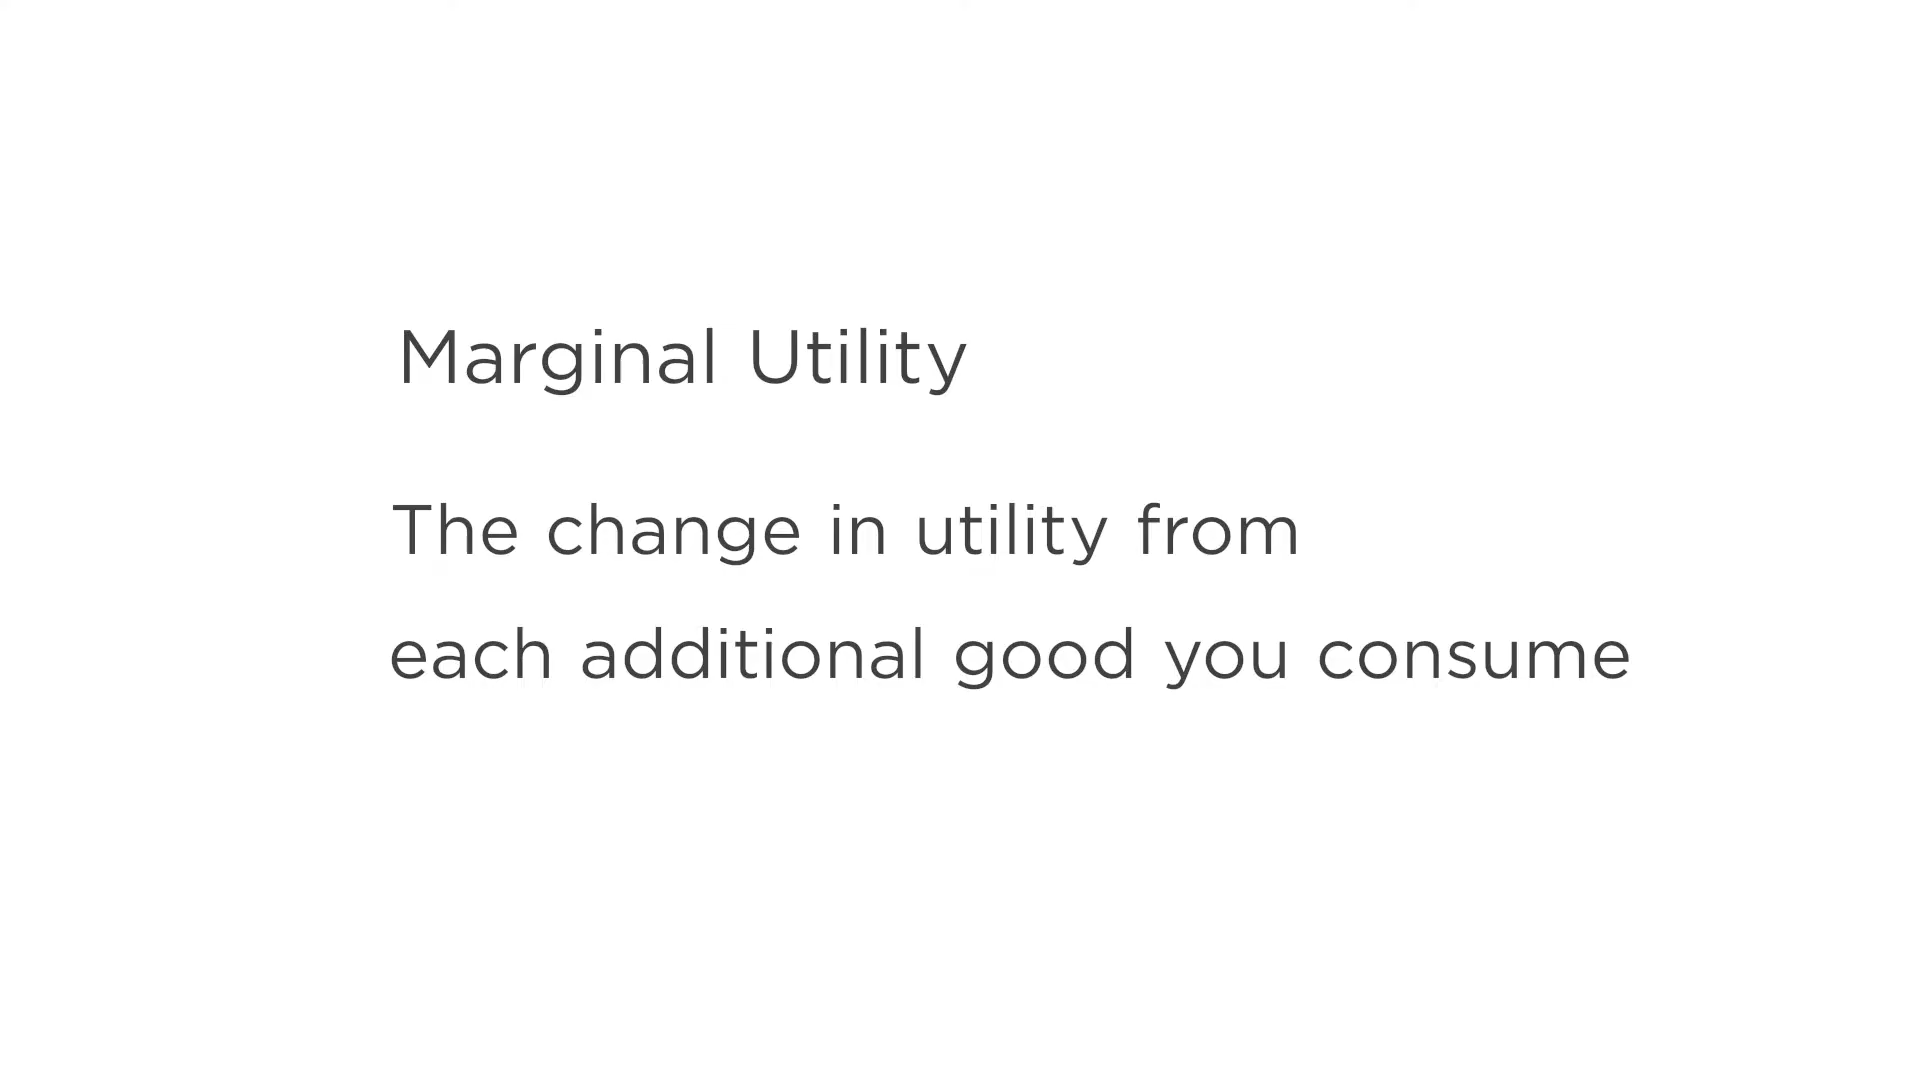 Marginal Utility
The change in utility from
each additional good you consume